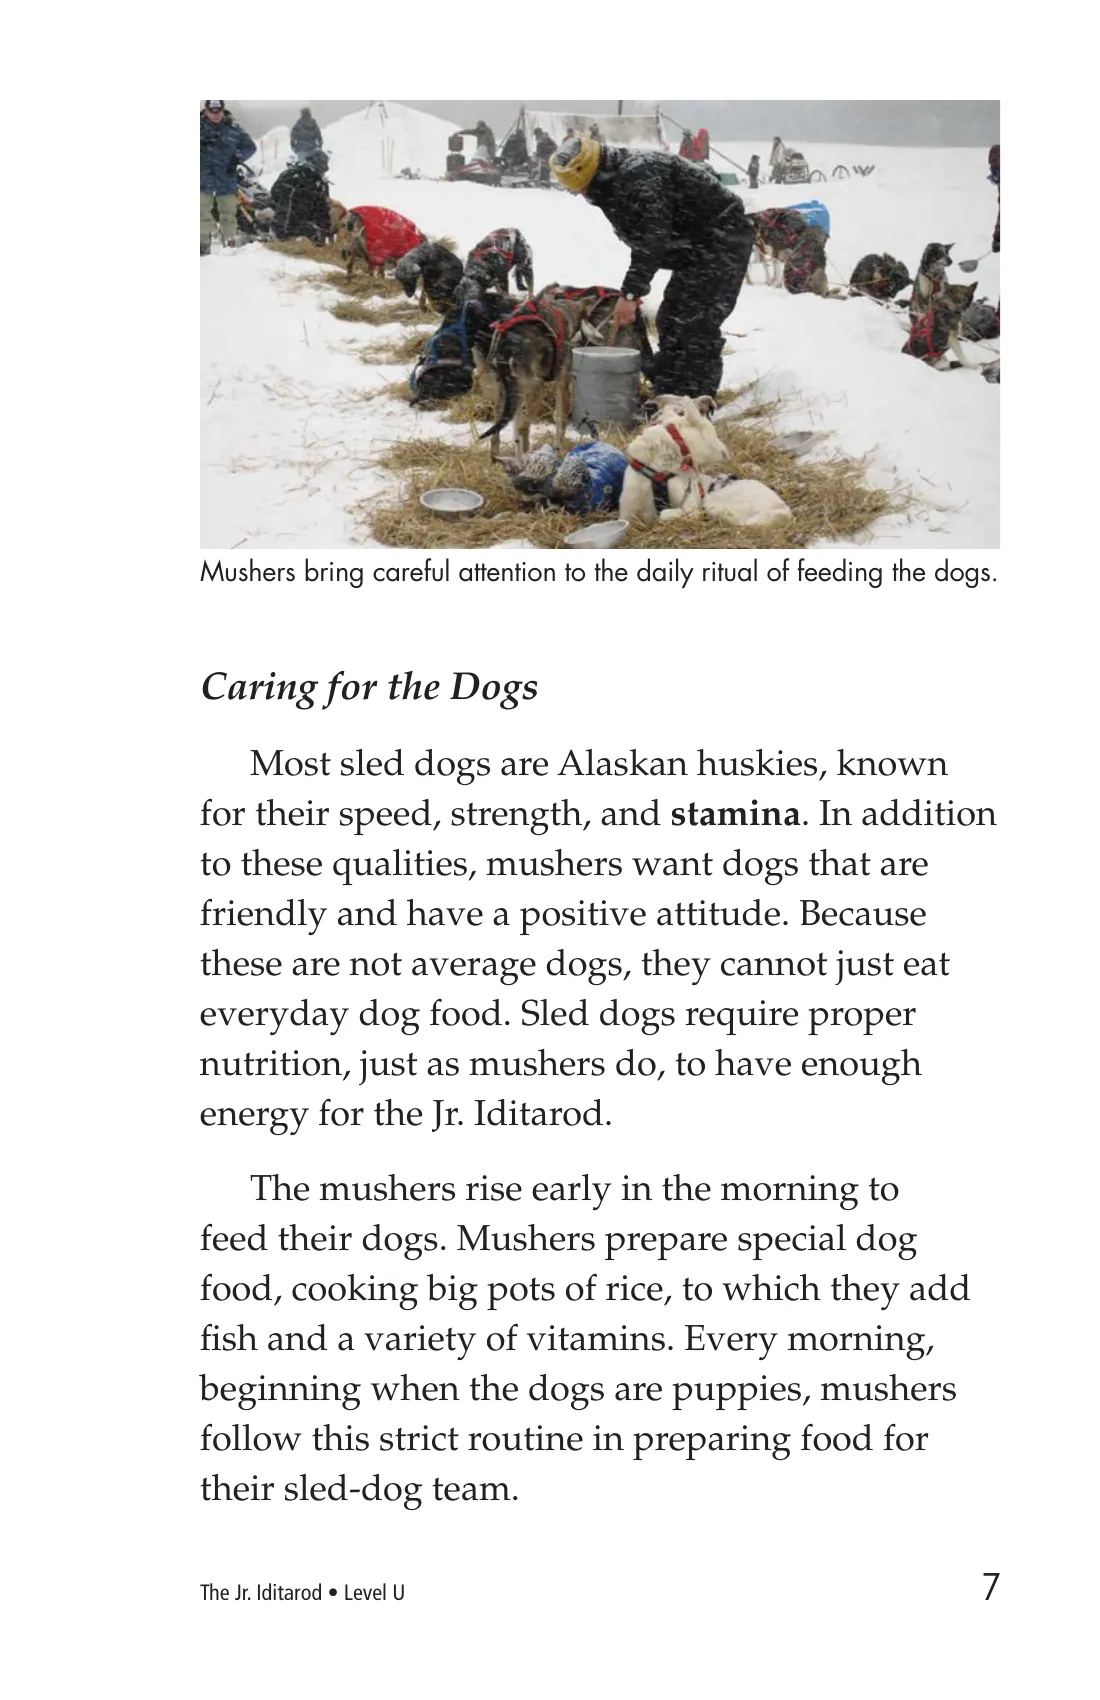 Mushers bring careful attention to the daily ritual of feeding the dogs.
Caring for the Dogs
Most sled dogs are Alaskan huskies, known
for their speed, strength, and stamina. In addition
to these qualities, mushers want dogs that are
friendly and have a positive attitude. Because
these are not average dogs, they cannot just eat
everyday dog food. Sled dogs require proper
nutrition, just as mushers do, to have enough
energy for the Jr. Iditarod.
The mushers rise early in the morning to
feed their dogs. Mushers prepare special dog
food, cooking big pots of rice, to which they add
fish and a variety of vitamins. Every morning,
beginning when the dogs are puppies, mushers
follow this strict routine in preparing food for
their sled-dog team.
The Jr. Iditarod • Level U
7